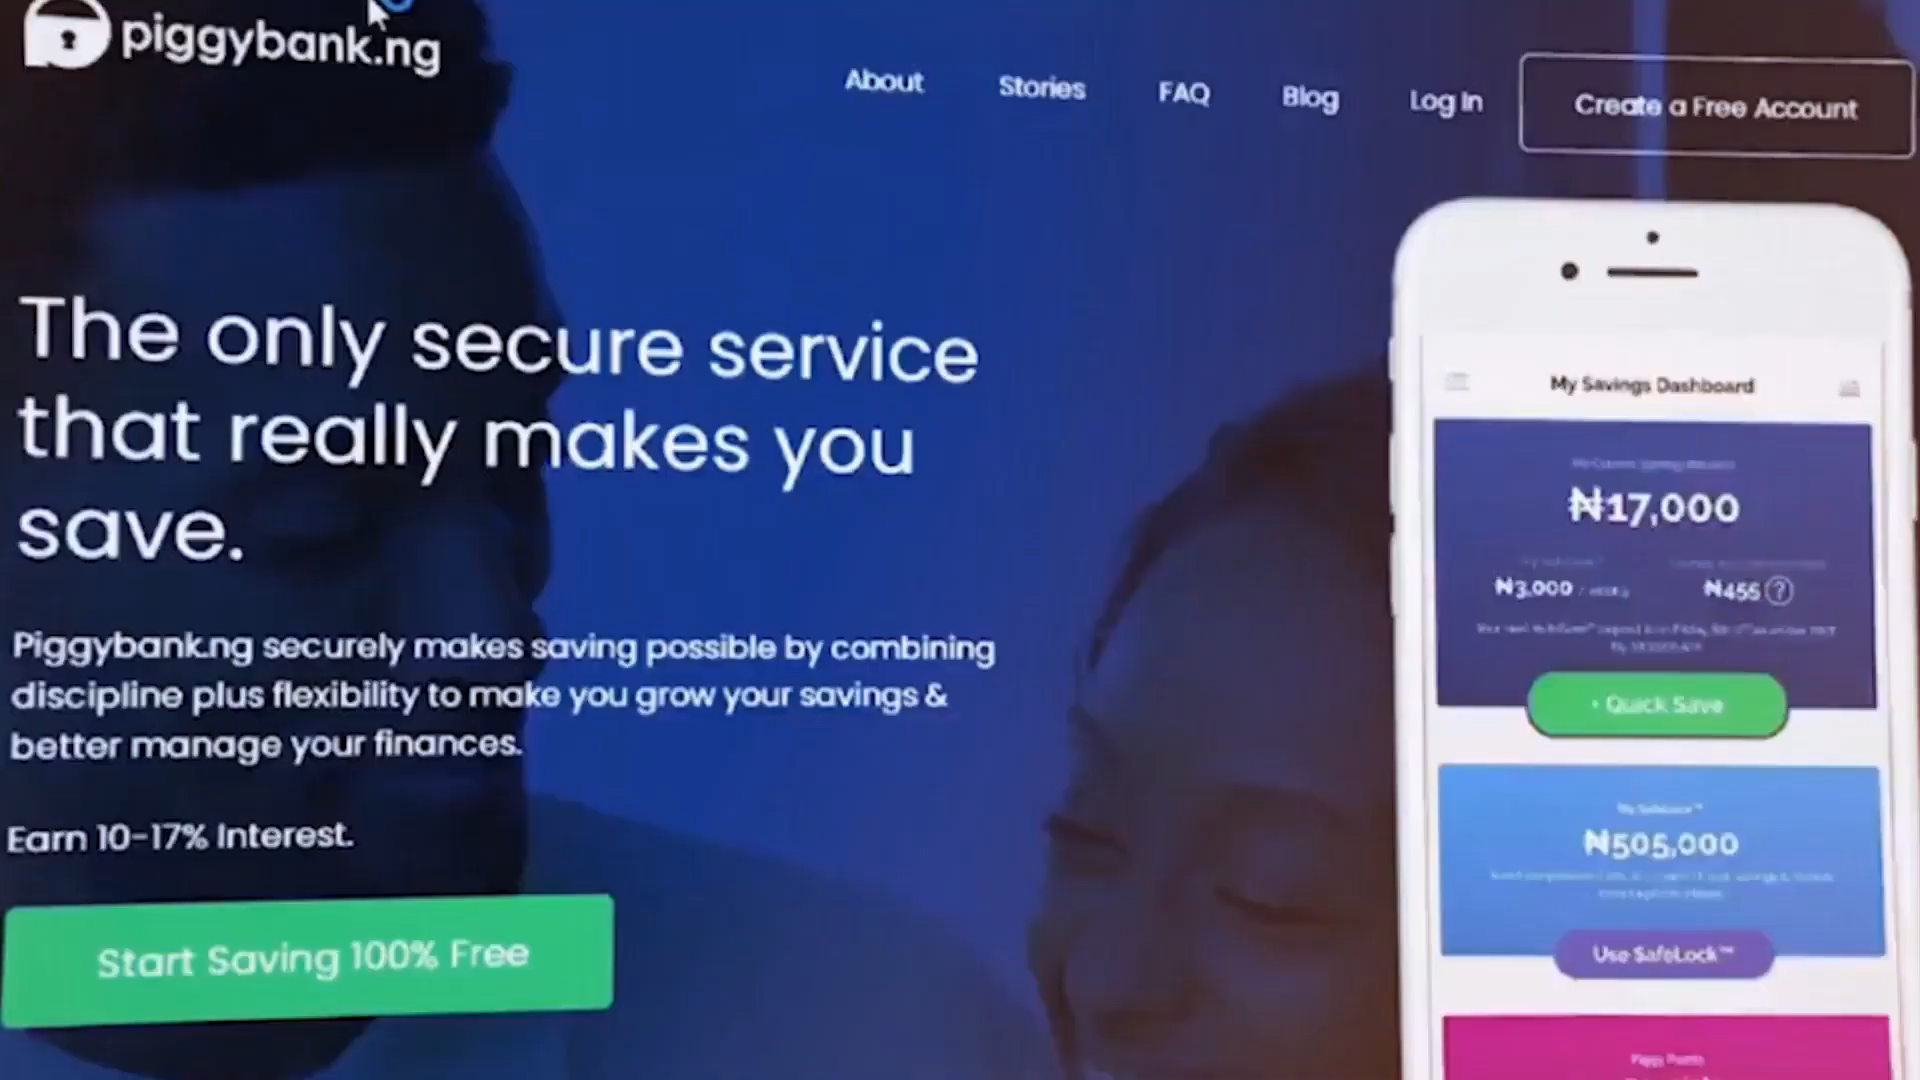 piggybank.ng
About
Stories
FAQ
Blog
Log In
Create a Free Account
The only secure service
that really makes you
save.
Piggybank.ng securely makes saving possible by combining
discipline plus flexibility to make you grow your savings &
better manage your finances.
Earn 10-17% Interest.
Start Saving 100% Free
My Savings Dashboard
₦17,000
₦3,000
₦455 ?
Quick Save
₦505,000
Use SafeLock™